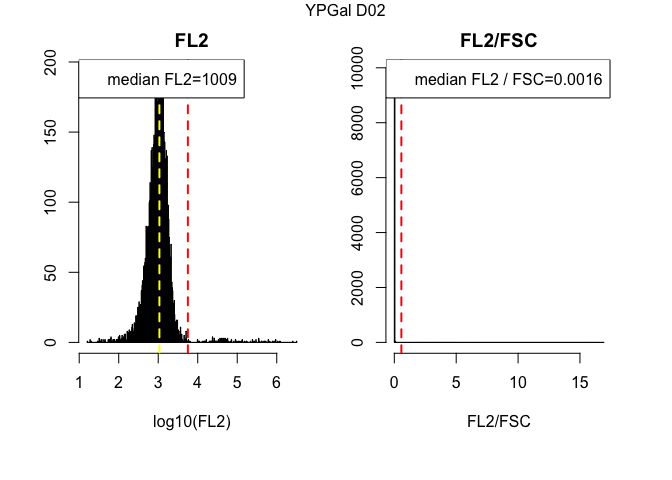 YPGal D02
FL2
median FL2=1009
0
50
100
150
200
1 2 3 4 5 6
log10(FL2)
FL2/FSC
median FL2 / FSC=0.0016
0
2000
4000
6000
8000
10000
0 5 10 15
FL2/FSC